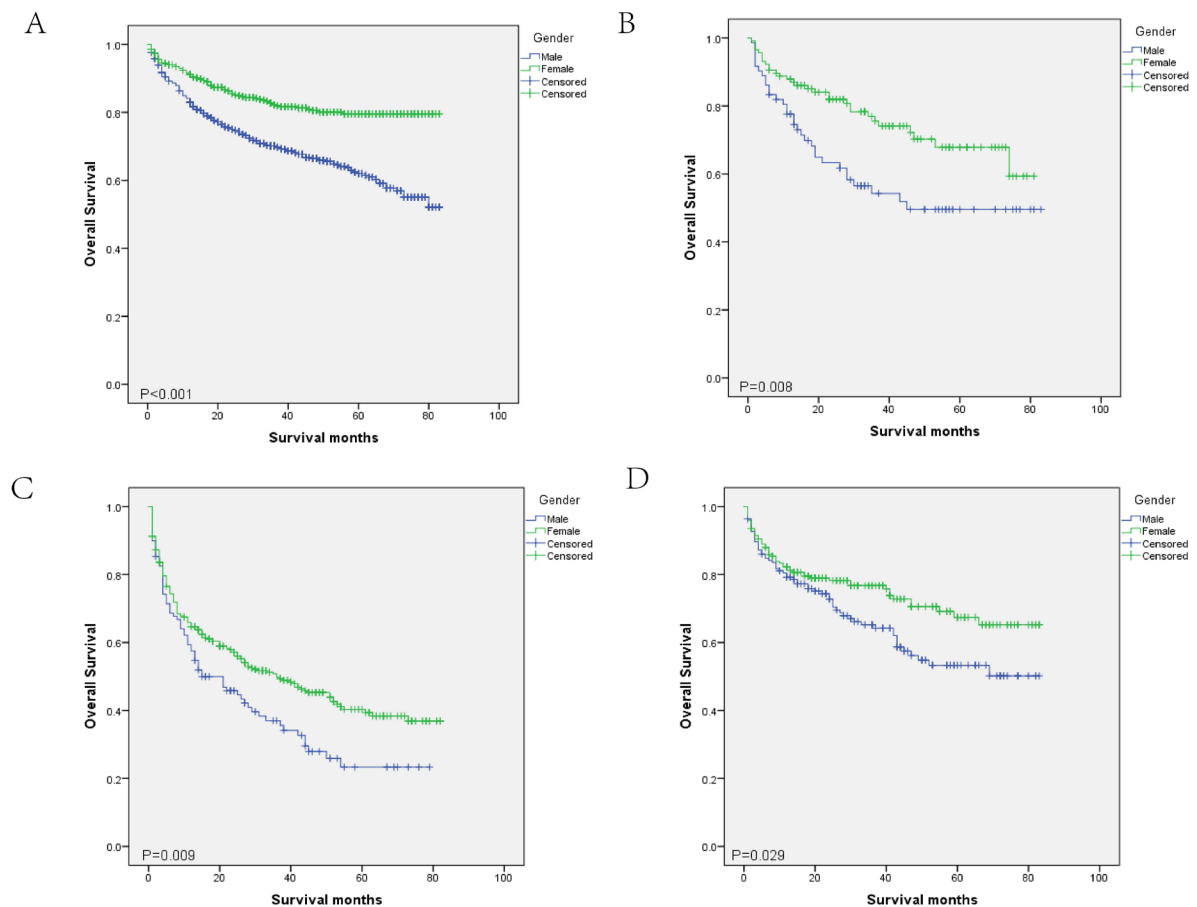 A
Gender
Male
Female
Censored
Censored
1.0
0.8
0.6
0.4
0.2
0.0
Overall Survival
P<0.001
0 20 40 60 80 100
Survival months
B
Gender
Male
Female
Censored
Censored
1.0
0.8
0.6
0.4
0.2
0.0
Overall Survival
P=0.008
0 20 40 60 80 100
Survival months
C
Gender
Male
Female
Censored
Censored
1.0
0.8
0.6
0.4
0.2
0.0
Overall Survival
P=0.009
0 20 40 60 80 100
Survival months
D
Gender
Male
Female
Censored
Censored
1.0
0.8
0.6
0.4
0.2
0.0
Overall Survival
P=0.029
0 20 40 60 80 100
Survival months